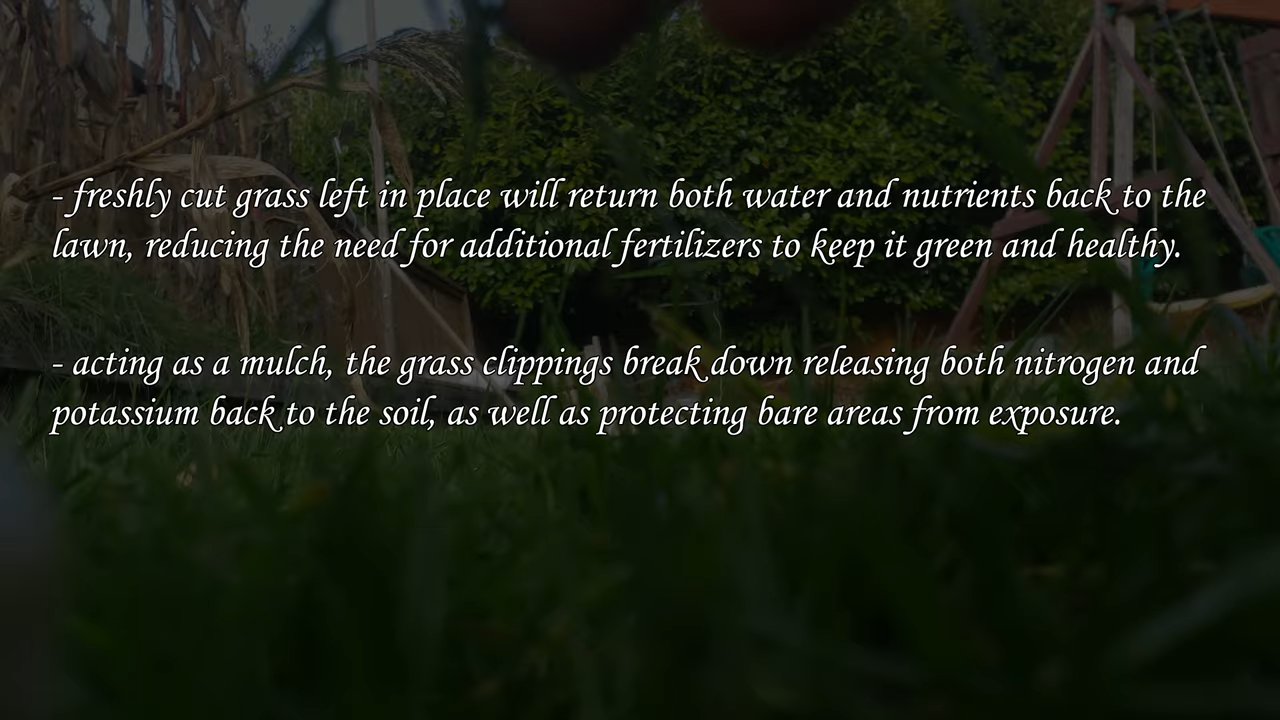 - freshly cut grass left in place will return both water and nutrients back to the
lawn, reducing the need for additional fertilizers to keep it green and healthy.
- acting as a mulch, the grass clippings break down releasing both nitrogen and
potassium back to the soil, as well as protecting bare areas from exposure.